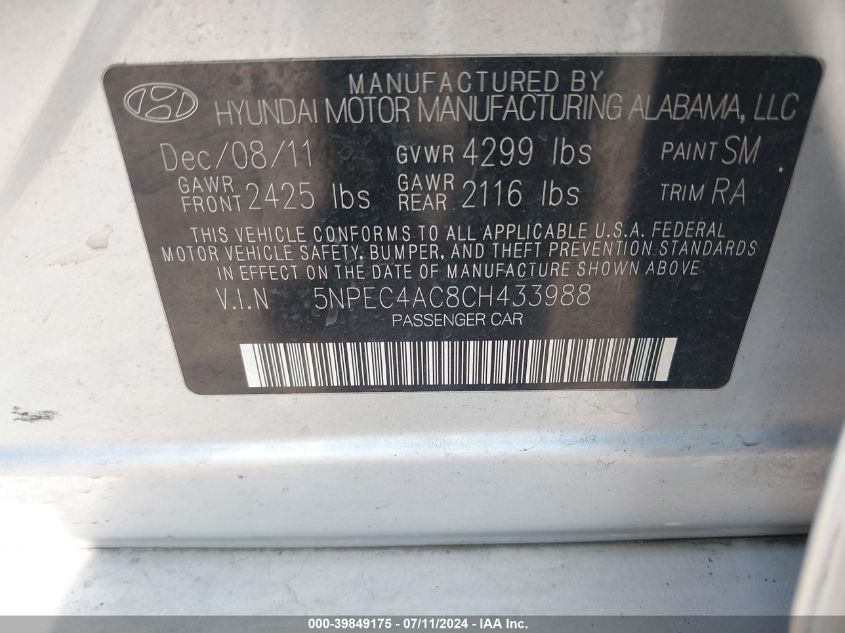 MANUFACTURED BY
HYUNDAI MOTOR MANUFACTURING ALABAMA, LLC
Dec/08/11 GVWR 4299 lbs PAINT SM
GAWR FRONT 2425 lbs GAWR REAR 2116 lbs TRIM RA
THIS VEHICLE CONFORMS TO ALL APPLICABLE U.S.A. FEDERAL
MOTOR VEHICLE SAFETY, BUMPER, AND THEFT PREVENTION STANDARDS
IN EFFECT ON THE DATE OF MANUFACTURE SHOWN ABOVE
V.I.N 5NPEC4AC8CH433988
PASSENGER CAR
000-39849175 - 07/11/2024 - IAA Inc.